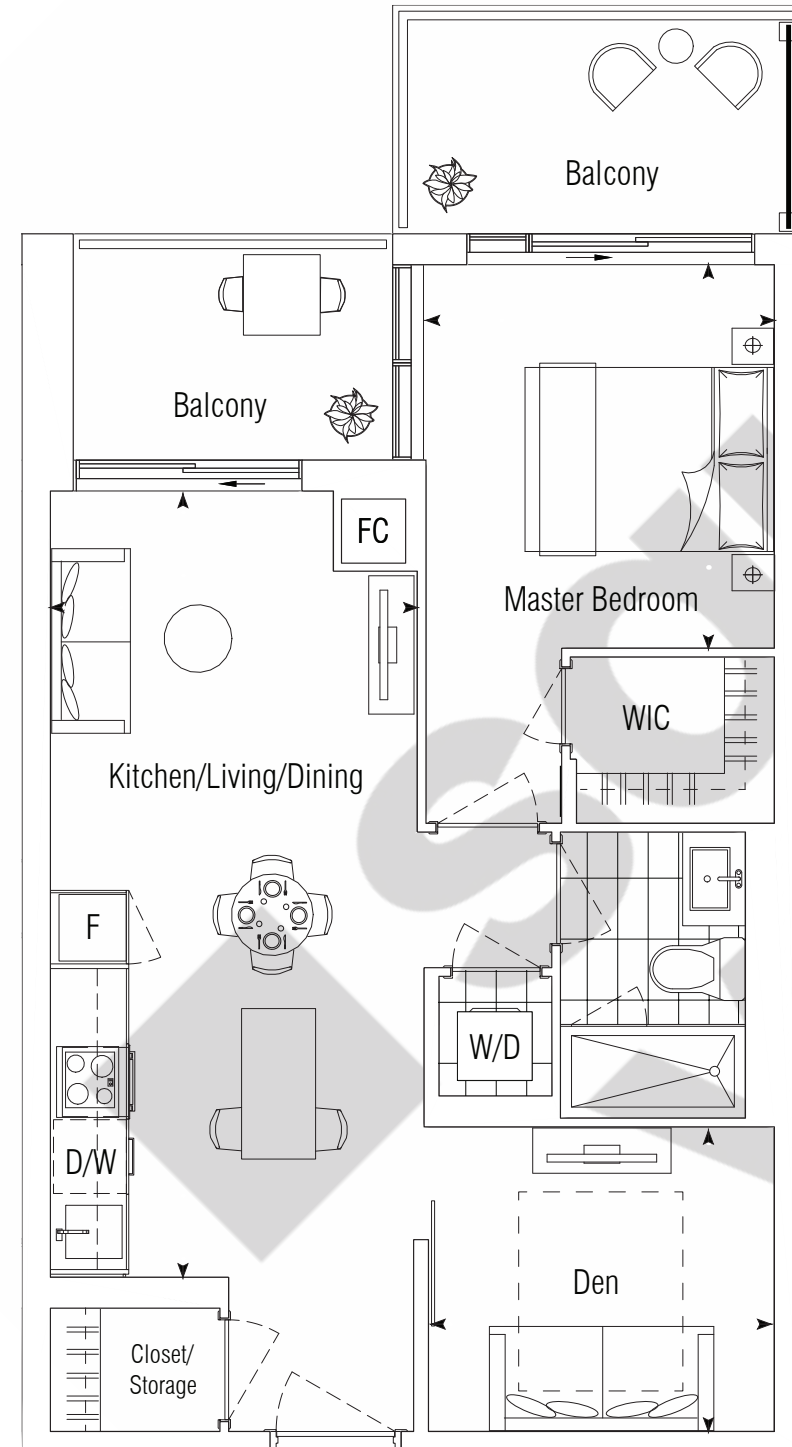 Balcony
Balcony
FC
Master Bedroom
WIC
Kitchen/Living/Dining
F
W/D
D/W
Den
Closet/
Storage